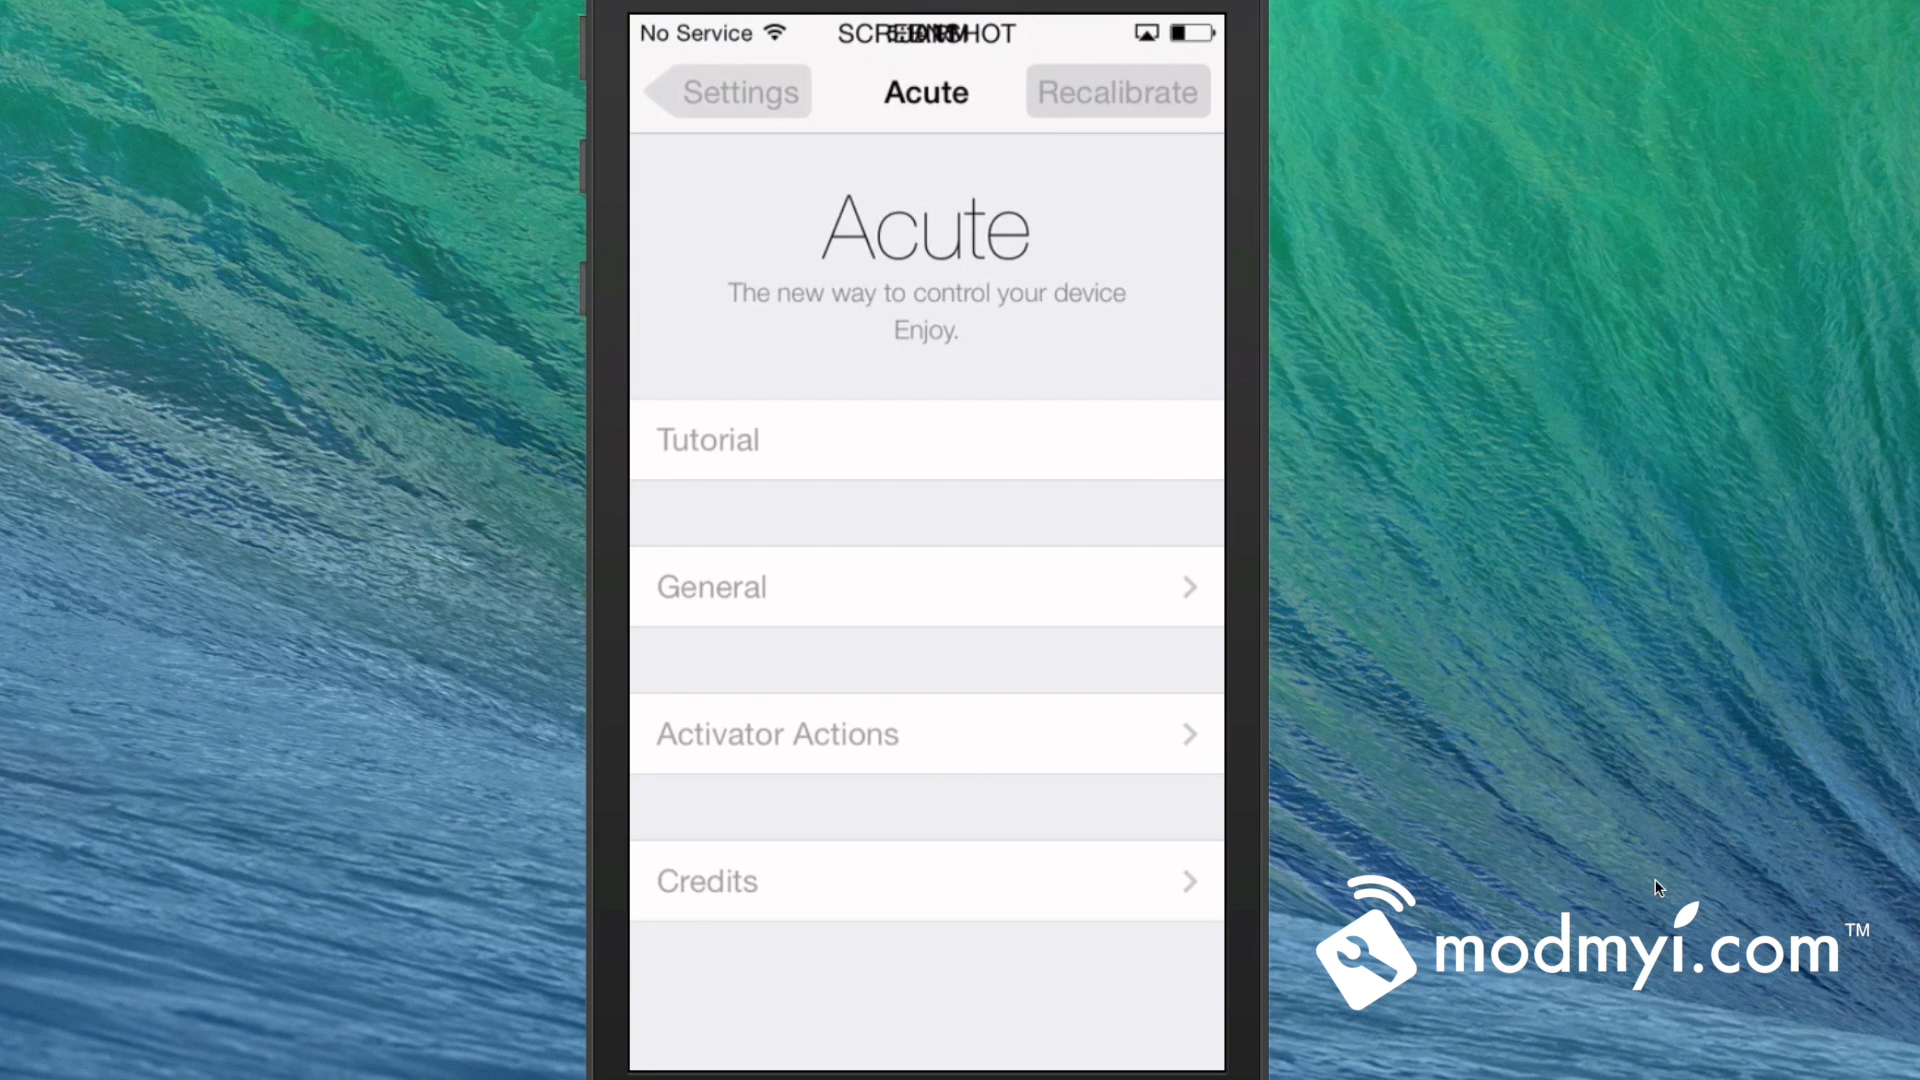 No Service
Settings
Acute
Recalibrate
Acute
The new way to control your device
Enjoy.
Tutorial
General
Activator Actions
Credits
modmyi.com™